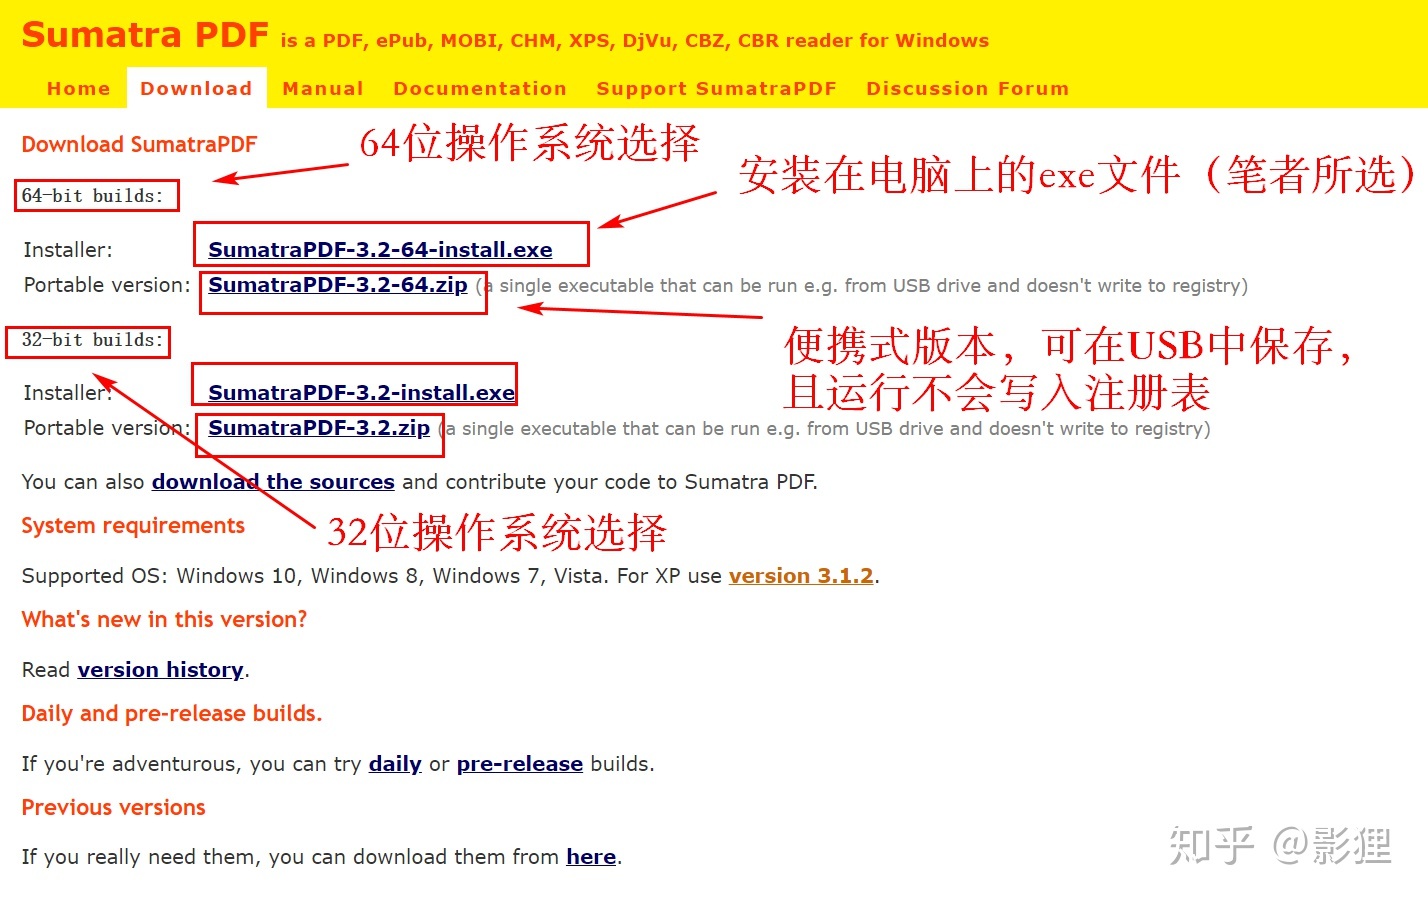 Sumatra PDF is a PDF, ePub, MOBI, CHM, XPS, DjVu, CBZ, CBR reader for Windows
Home Download Manual Documentation Support SumatraPDF Discussion Forum
Download SumatraPDF
64位操作系统选择
安装在电脑上的exe文件（笔者所选）
64-bit builds:
Installer: SumatraPDF-3.2-64-install.exe
Portable version: SumatraPDF-3.2-64.zip (a single executable that can be run e.g. from USB drive and doesn't write to registry)
便携式版本，可在USB中保存，
且运行不会写入注册表
32-bit builds:
Installer: SumatraPDF-3.2-install.exe
Portable version: SumatraPDF-3.2.zip (a single executable that can be run e.g. from USB drive and doesn't write to registry)
You can also download the sources and contribute your code to Sumatra PDF.
32位操作系统选择
System requirements
Supported OS: Windows 10, Windows 8, Windows 7, Vista. For XP use version 3.1.2.
What's new in this version?
Read version history.
Daily and pre-release builds.
If you're adventurous, you can try daily or pre-release builds.
Previous versions
If you really need them, you can download them from here.
知乎 @影狸